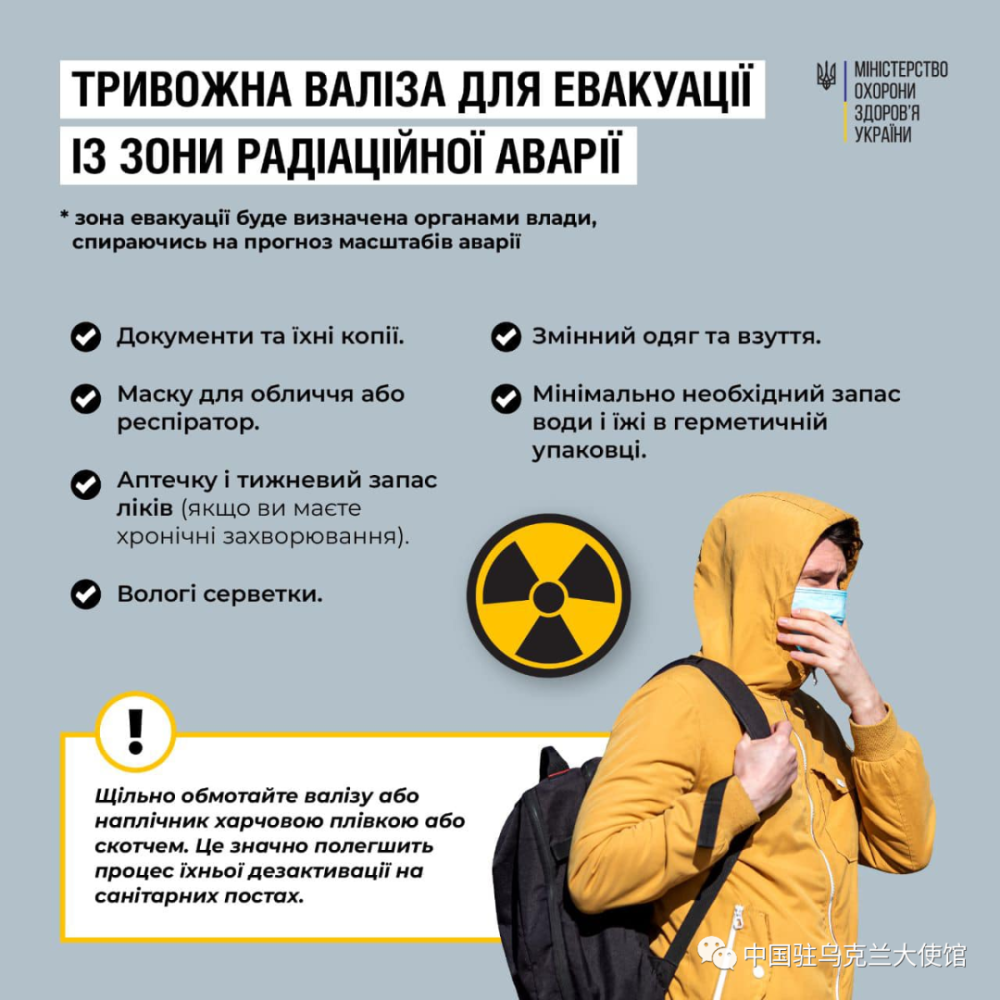 ТРИВОЖНА ВАЛІЗА ДЛЯ ЕВАКУАЦІЇ
ІЗ ЗОНИ РАДІАЦІЙНОЇ АВАРІЇ
МІНІСТЕРСТВО
ОХОРОНИ
ЗДОРОВ'Я
УКРАЇНИ
* зона евакуації буде визначена органами влади,
спираючись на прогноз масштабів аварії
Документи та їхні копії.
Маску для обличчя або
респіратор.
Аптечку і тижневий запас
ліків (якщо ви маєте
хронічні захворювання).
Вологі серветки.
Змінний одяг та взуття.
Мінімально необхідний запас
води і їжі в герметичній
упаковці.
!
Щільно обмотайте валізу або
наплічник харчовою плівкою або
скотчем. Це значно полегшить
процес їхньої дезактивації на
санітарних постах.
中国驻乌克兰大使馆